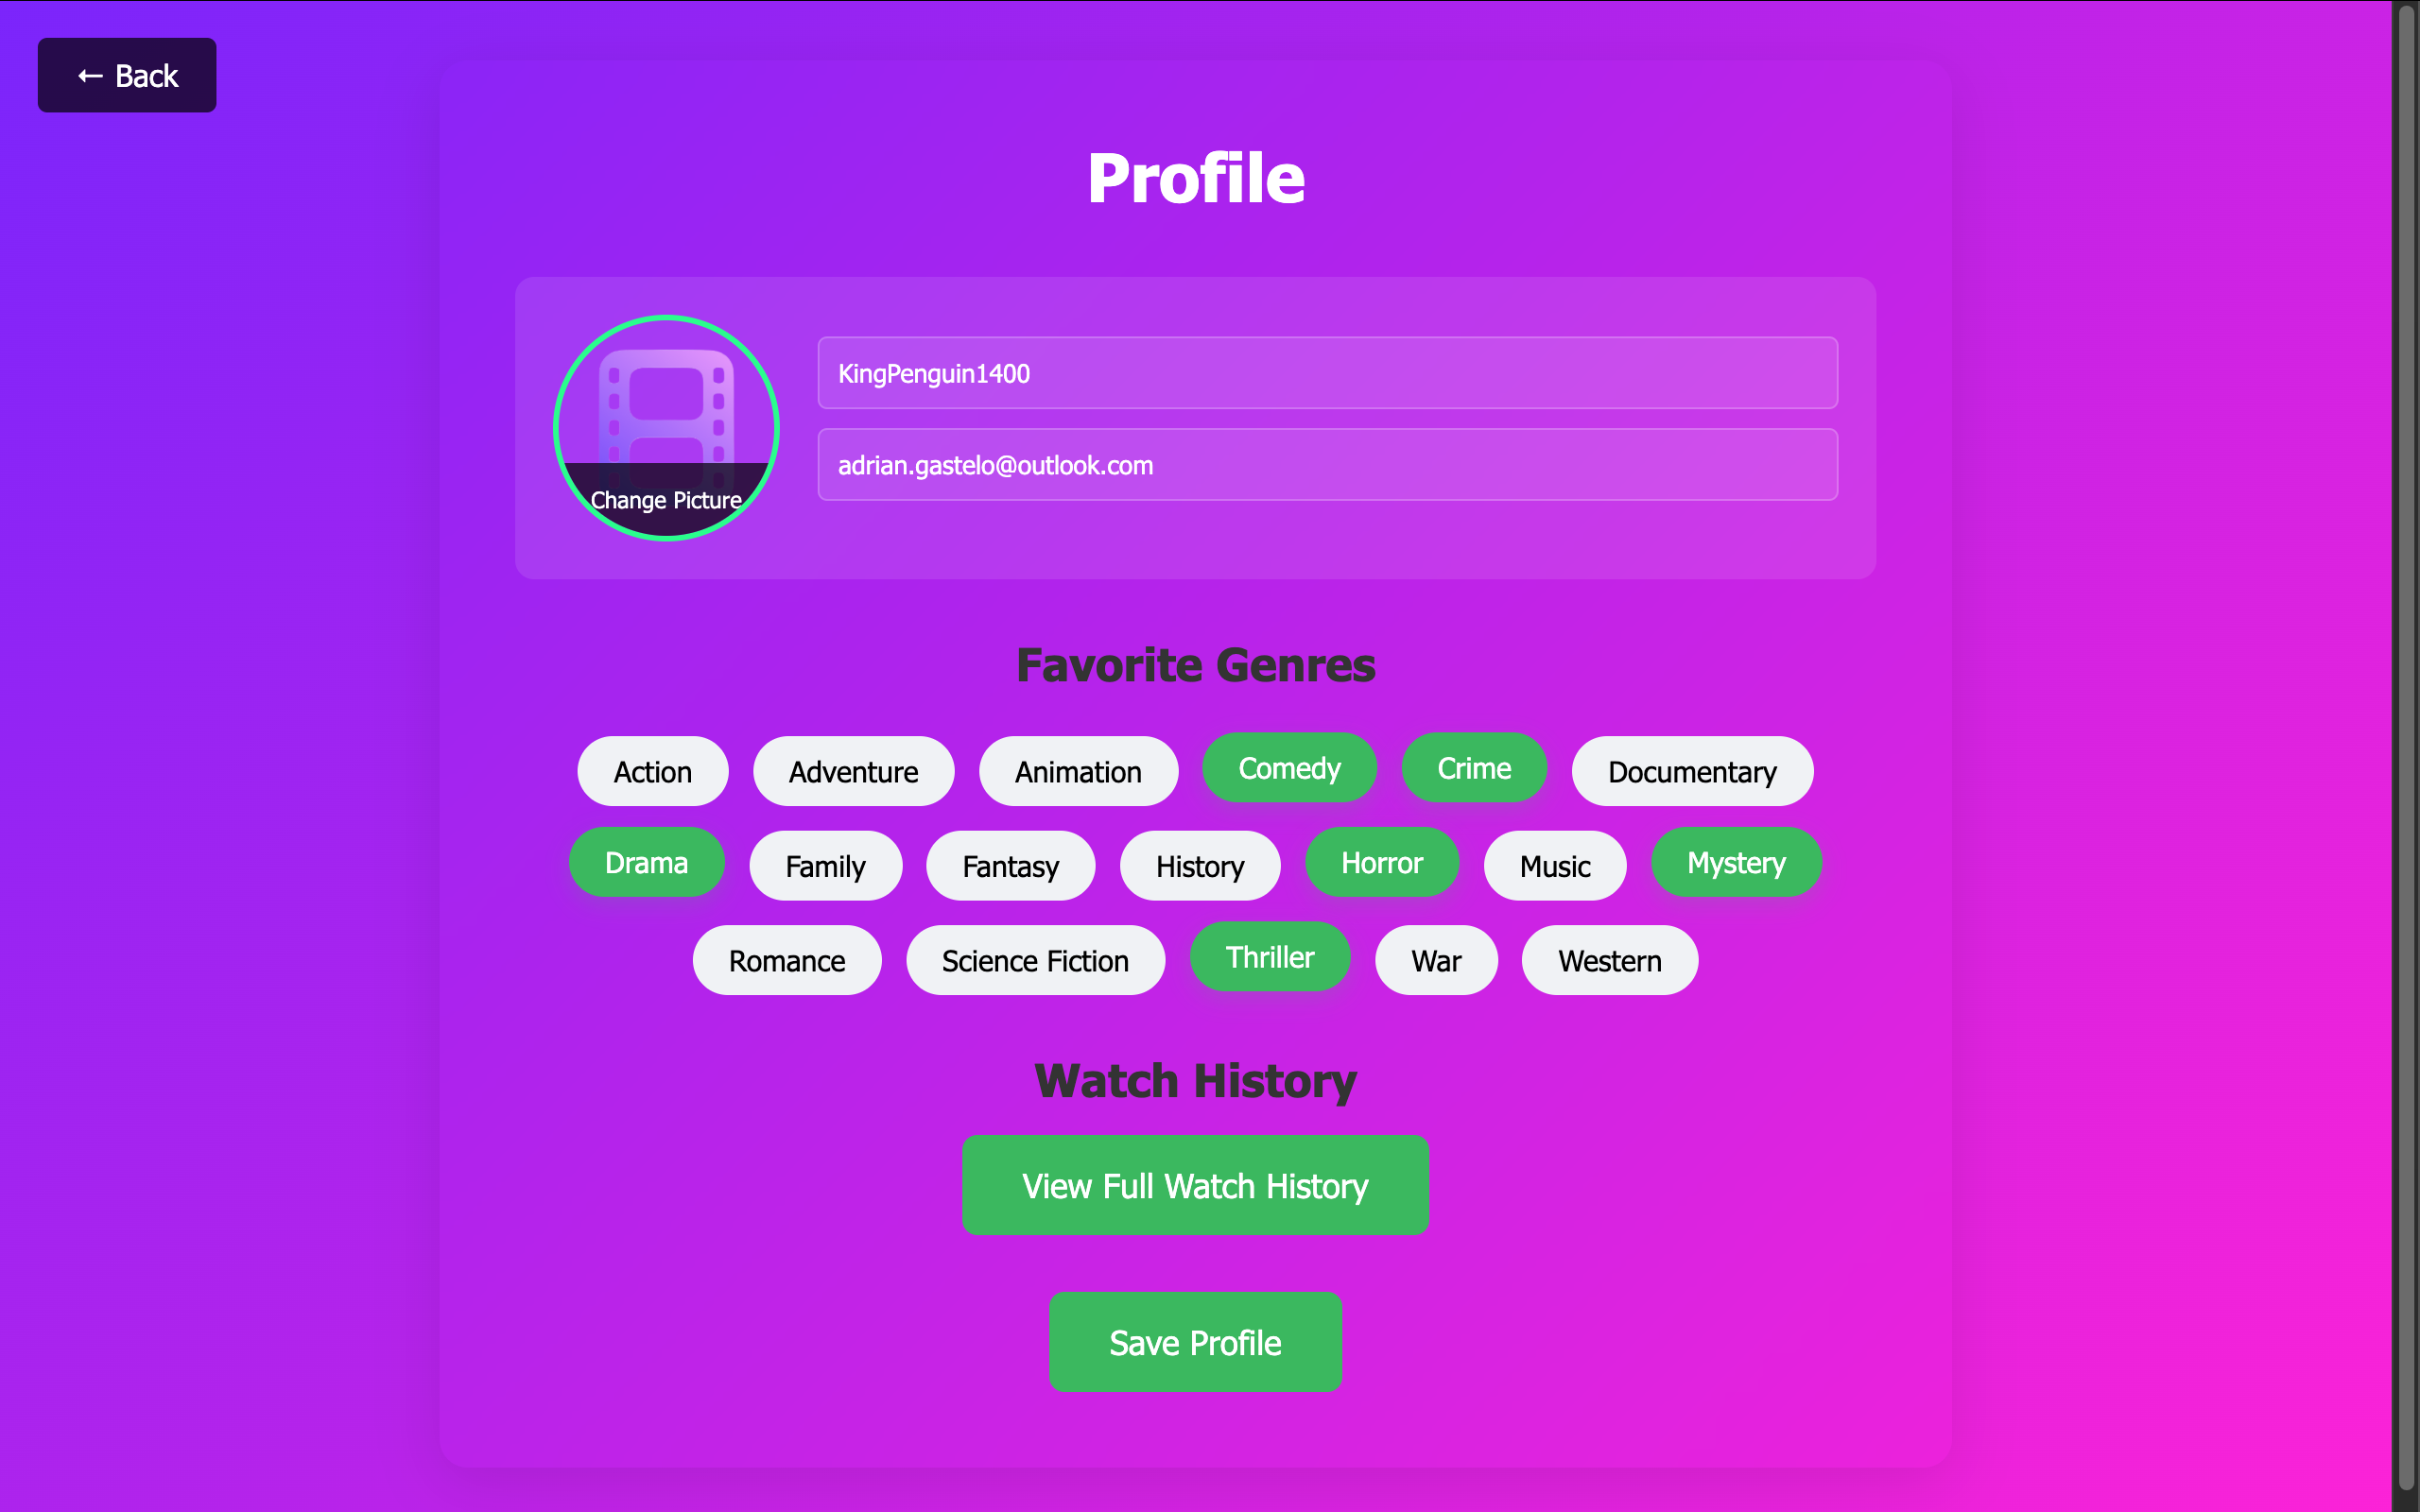 ← Back
Profile
KingPenguin1400
adrian.gastelo@outlook.com
Change Picture
Favorite Genres
Action Adventure Animation Comedy Crime Documentary
Drama Family Fantasy History Horror Music Mystery
Romance Science Fiction Thriller War Western
Watch History
View Full Watch History
Save Profile